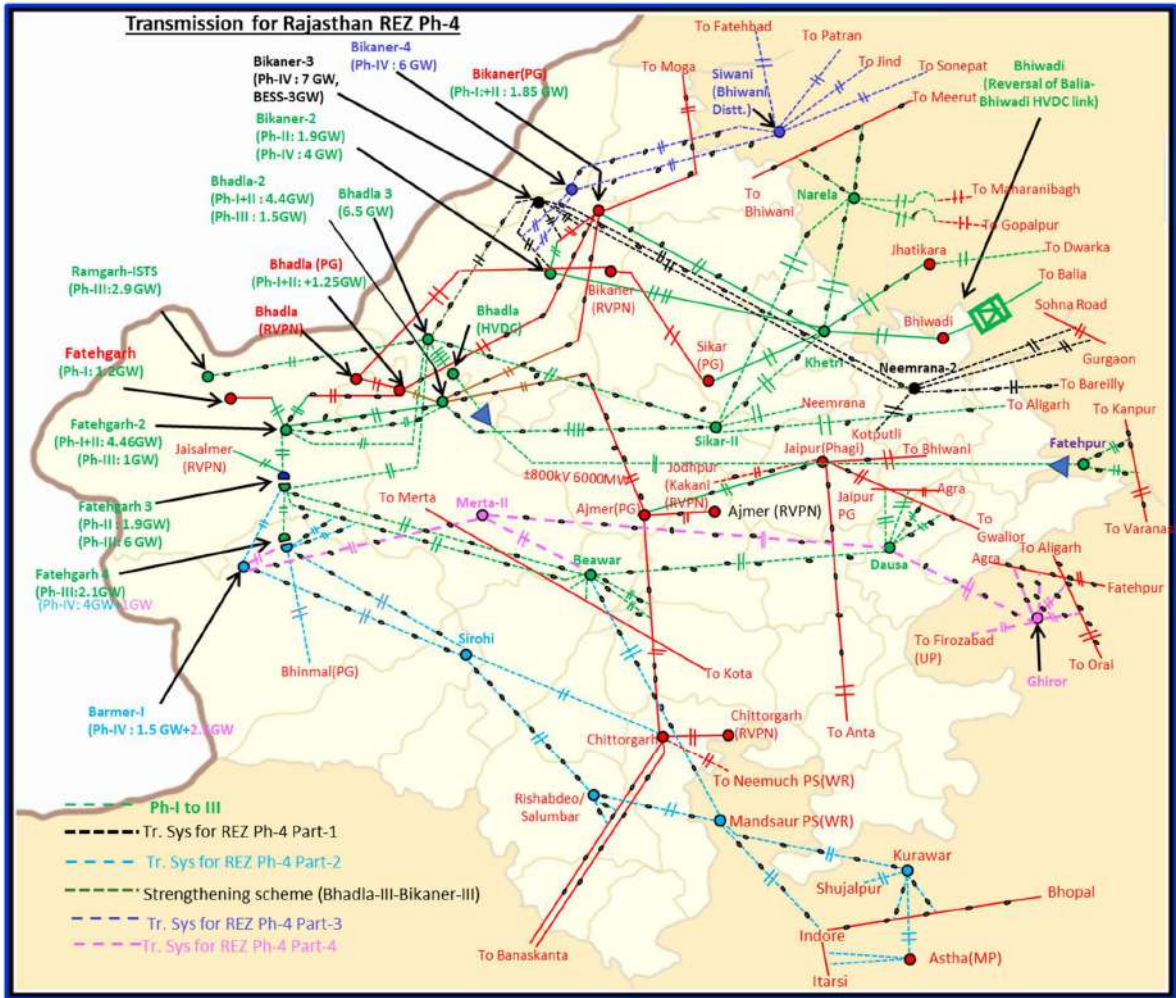 Transmission for Rajasthan REZ Ph-4
Bikaner-4
(Ph-IV : 6 GW)
Bikaner-3
(Ph-IV : 7 GW,
BESS-3GW)
Bikaner(PG)
(Ph-I:+II : 1.85 GW)
Bikaner-2
(Ph-II: 1.9GW)
(Ph-IV: 4 GW)
Bhadla-2
(Ph-I+II : 4.4GW)
(Ph-III : 1.5GW)
Bhadla 3
(6.5 GW)
To Fatehbad
To Patran
To Jind
To Sonepat
To Moga
To Meerut
Siwani
(Bhiwani
Distt.)
Bhiwadi
(Reversal of Balia-
Bhiwadi HVDC link)
To
Bhiwani
Narela
To Maharanibagh
To Gopalpur
Jhatikara
To Dwarka
To Balia
Ramgarh-ISTS
(Ph-III:2.9 GW)
Bhadla (PG)
(Ph-I+II: +1.25GW)
Bhadla
(RVPN)
Bhadla
(HVDC)
Bikaner
(RVPN)
Sikar
(PG)
Khetri
Bhiwadi
Sohna Road
Gurgaon
Neemrana-2
To Bareilly
Fatehgarh
(Ph-I: 1.2GW)
Fatehgarh-2
(Ph-I+II: 4.46GW)
(Ph-III: 1GW)
Jaisalmer
(RVPN)
Neemrana
Kotputli
Sikar-II
To Aligarh
To Kanpur
Fatehpur
To Varanas
±800kV 6000MW
Jodhpur
(Kakani
(RVPN)
Jaipur(Phagi)
To Bhiwani
Jaipur
PG
Agra
To
Gwalior
Fatehgarh 3
(Ph-II : 1.9GW)
(Ph-III: 6 GW)
To Merta
Merta-II
Ajmer(PG)
Ajmer (RVPN)
Dausa
To Aligarh
Agra
Fatehpur
Fatehgarh 4
(Ph-III:2.1GW)
(Ph-IV: 4GW+1GW)
Beawar
To Firozabad
(UP)
To Orai
Ghiror
Sirohi
Bhinmal(PG)
To Kota
Barmer-I
(Ph-IV : 1.5 GW+
Chittorgarh
Chittorgarh
(RVPN)
To Anta
To Neemuch PS(WR)
Rishabdeo/
Salumbar
Mandsaur PS(WR)
Kurawar
Shujalpur
Bhopal
Indore
Itarsi
Astha(MP)
To Banaskanta
Ph-I to III
Tr. Sys for REZ Ph-4 Part-1
Tr. Sys for REZ Ph-4 Part-2
Strengthening scheme (Bhadla-III-Bikaner-III)
Tr. Sys for REZ Ph-4 Part-3
Tr. Sys for REZ Ph-4 Part-4